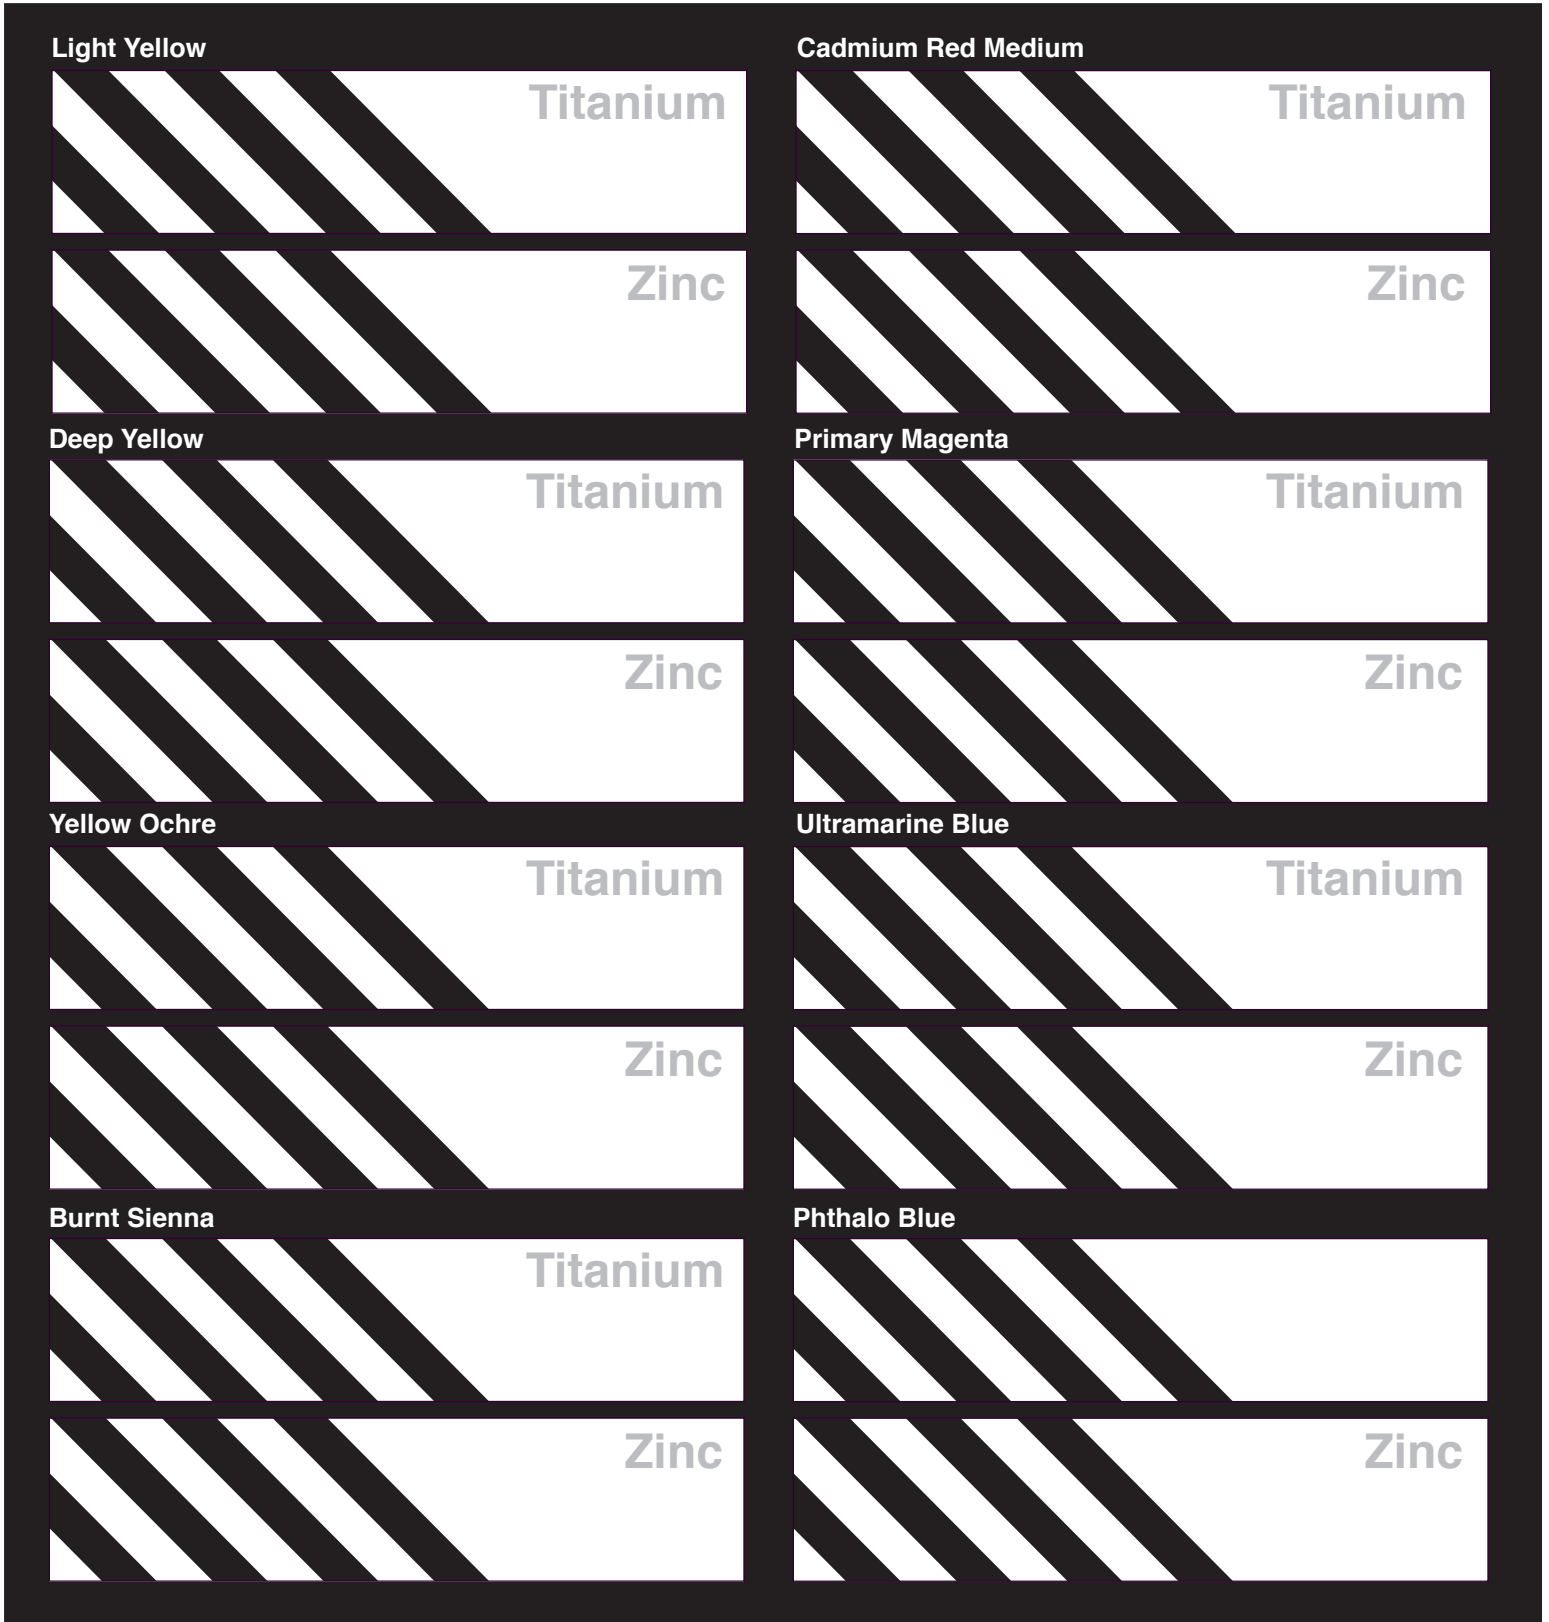 Light Yellow
Titanium
Zinc
Deep Yellow
Titanium
Zinc
Yellow Ochre
Titanium
Zinc
Burnt Sienna
Titanium
Zinc
Cadmium Red Medium
Titanium
Zinc
Primary Magenta
Titanium
Zinc
Ultramarine Blue
Titanium
Zinc
Phthalo Blue
Zinc